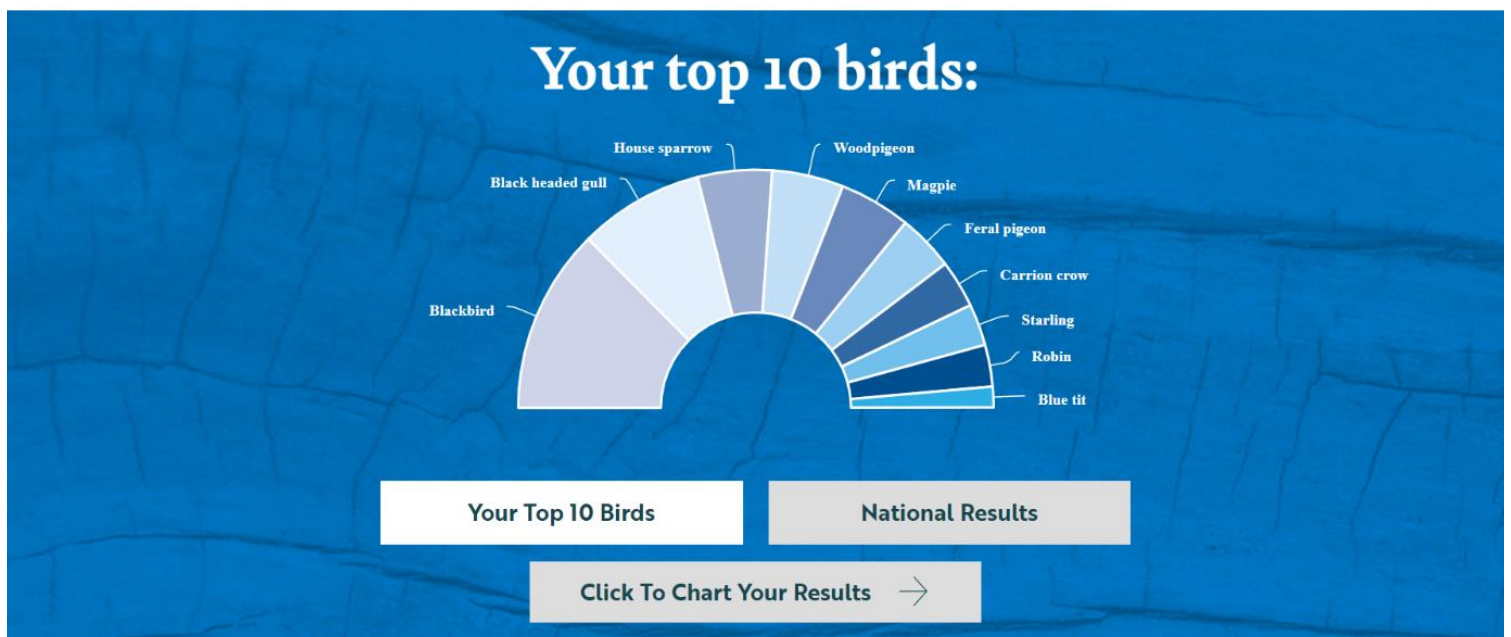 Your top 10 birds:
House sparrow
Woodpigeon
Black headed gull
Magpie
Feral pigeon
Carrion crow
Blackbird
Starling
Robin
Blue tit
Your Top 10 Birds
National Results
Click To Chart Your Results →